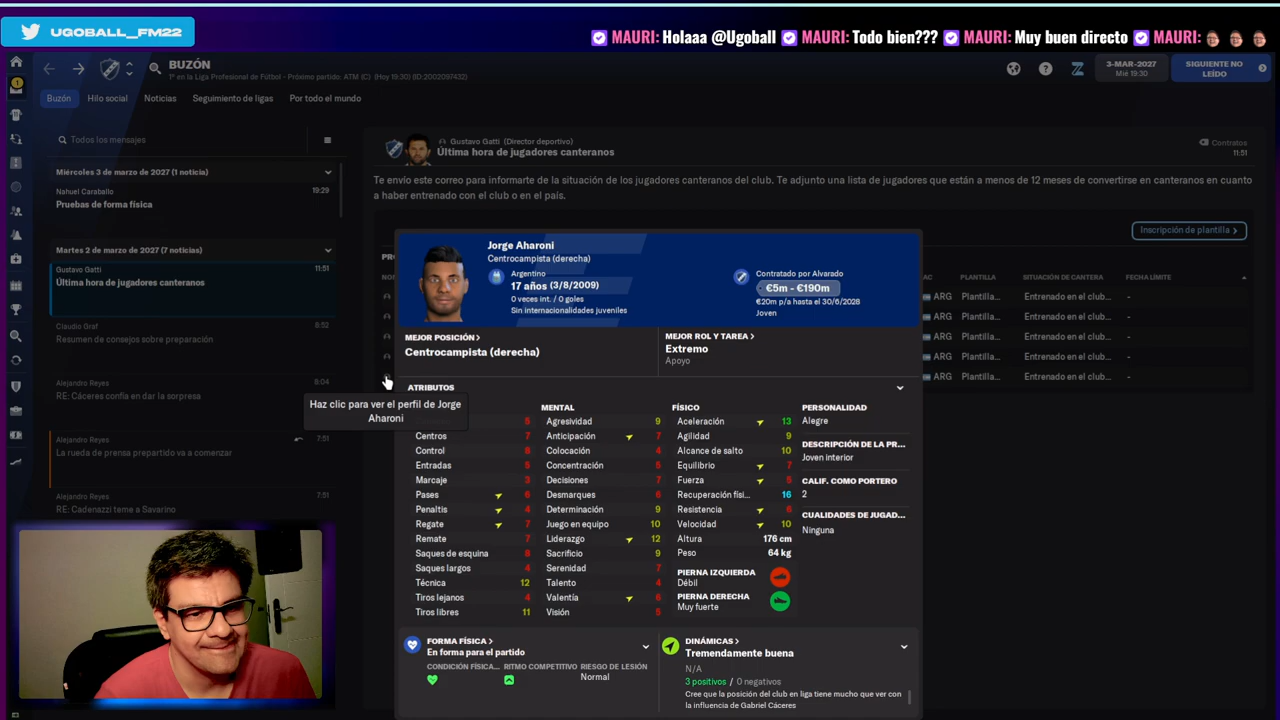 UGOBALL_FM22
MAURI: Holaaa @Ugoball MAURI: Todo bien??? MAURI: Muy buen directo MAURI:
BUZÓN
1º en la Liga Profesional de Fútbol - Próximo partido: ATM (C) (Hoy 19:30) (ID:2002097432)
3-MAR-2027
Mié 19:30
SIGUIENTE NO LEÍDO
1
Buzón Hilo social Noticias Seguimiento de ligas Por todo el mundo
Todos los mensajes
Miércoles 3 de marzo de 2027 (1 noticia)
Nahuel Caraballo 19:29
Pruebas de forma física
Martes 2 de marzo de 2027 (7 noticias)
Gustavo Gatti 11:51
Última hora de jugadores canteranos
Claudio Graf 8:52
Resumen de consejos sobre preparación
Alejandro Reyes 8:04
RE: Cáceres confía en dar la sorpresa
Alejandro Reyes 7:51
La rueda de prensa prepartido va a comenzar
Alejandro Reyes 7:51
RE: Cadenazzi teme a Savarino
Gustavo Gatti (Director deportivo)
Última hora de jugadores canteranos
Contratos
11:51
Te envío este correo para informarte de la situación de los jugadores canteranos del club. Te adjunto una lista de jugadores que están a menos de 12 meses de convertirse en canteranos en cuanto
a haber entrenado con el club o en el país.
Inscripción de plantilla
AC PLANTILLA SITUACIÓN DE CANTERA FECHA LÍMITE
ARG Plantilla... Entrenado en el club... -
ARG Plantilla... Entrenado en el club... -
ARG Plantilla... Entrenado en el club... -
ARG Plantilla... Entrenado en el club... -
ARG Plantilla... Entrenado en el club... -
Haz clic para ver el perfil de Jorge
Aharoni
Jorge Aharoni
Centrocampista (derecha)
Argentino
17 años (3/8/2009)
0 veces int. / 0 goles
Sin internacionalidades juveniles
Contratado por Alvarado
€5m - €190m
€20m p/a hasta el 30/6/2028
Joven
MEJOR POSICIÓN
Centrocampista (derecha)
MEJOR ROL Y TAREA
Extremo
Apoyo
ATRIBUTOS
5
Centros 7
Control 8
Entradas 5
Marcaje 3
Pases 6
Penaltis 4
Regate 7
Remate 7
Saques de esquina 8
Saques largos 4
Técnica 12
Tiros lejanos 4
Tiros libres 11
MENTAL
Agresividad 9
Anticipación 7
Colocación 4
Concentración 5
Decisiones 7
Desmarques 6
Determinación 9
Juego en equipo 10
Liderazgo 12
Sacrificio 9
Serenidad 7
Talento 4
Valentía 6
Visión 5
FÍSICO
Aceleración 13
Agilidad 9
Alcance de salto 10
Equilibrio 7
Fuerza 5
Recuperación físi... 16
Resistencia 6
Velocidad 10
Altura 176 cm
Peso 64 kg
PIERNA IZQUIERDA
Débil
PIERNA DERECHA
Muy fuerte
PERSONALIDAD
Alegre
DESCRIPCIÓN DE LA PR...
Joven interior
CALIF. COMO PORTERO
2
CUALIDADES DE JUGAD...
Ninguna
FORMA FÍSICA
En forma para el partido
CONDICIÓN FÍSICA... RITMO COMPETITIVO RIESGO DE LESIÓN
Normal
DINÁMICAS
Tremendamente buena
N/A
3 positivos / 0 negativos
Cree que la posición del club en liga tiene mucho que ver con
la influencia de Gabriel Cáceres